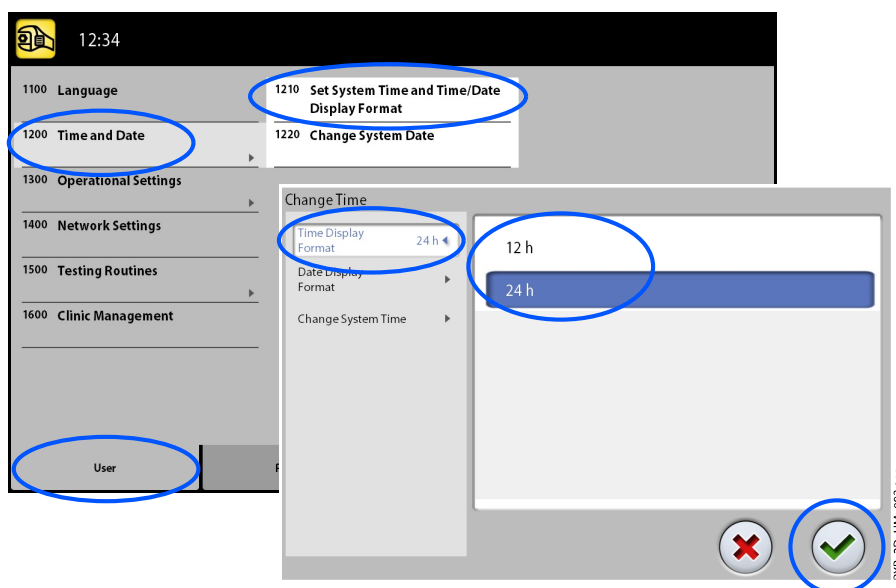 12:34
1100 Language
1200 Time and Date
1300 Operational Settings
1400 Network Settings
1500 Testing Routines
1600 Clinic Management
1210 Set System Time and Time/Date
Display Format
1220 Change System Date
User
Change Time
Time Display
Format
24 h
Date Display
Format
Change System Time
12 h
24 h